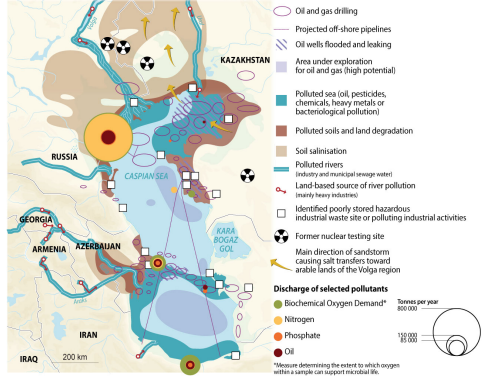 Volga
Ural
KAZAKHSTAN
RUSSIA
CASPIAN SEA
GEORGIA
ARMENIA
AZERBAIJAN
KARA
BOGAZ
GOL
Araks
IRAN
IRAQ
200 km
Oil and gas drilling
Projected off-shore pipelines
Oil wells flooded and leaking
Area under exploration
for oil and gas (high potential)
Polluted sea (oil, pesticides,
chemicals, heavy metals or
bacteriological pollution)
Polluted soils and land degradation
Soil salinisation
Polluted rivers
(industry and municipal sewage water)
Land-based source of river pollution
(mainly heavy industries)
Identified poorly stored hazardous
industrial waste site or polluting industrial activities
Former nuclear testing site
Main direction of sandstorm
causing salt transfers toward
arable lands of the Volga region
Discharge of selected pollutants
Biochemical Oxygen Demand*
Nitrogen
Phosphate
Oil
Tonnes per year
800 000
150 000
85 000
*Measure determining the extent to which oxygen
within a sample can support microbial life.